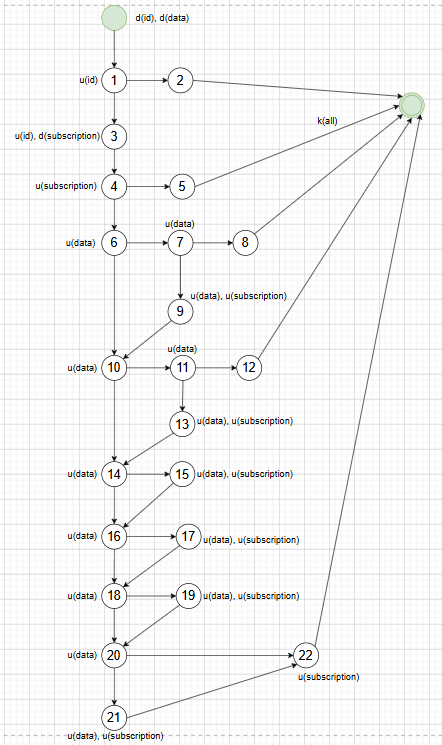 d(id), d(data)
u(id) 1 2
k(all)
u(id), d(subscription) 3
u(subscription) 4 5
u(data)
u(data) 6 7 8
u(data), u(subscription)
9
u(data)
u(data) 10 11 12
13 u(data), u(subscription)
u(data) 14 15 u(data), u(subscription)
u(data) 16 17 u(data), u(subscription)
u(data) 18 19 u(data), u(subscription)
u(data) 20 22
u(subscription)
21
u(data), u(subscription)